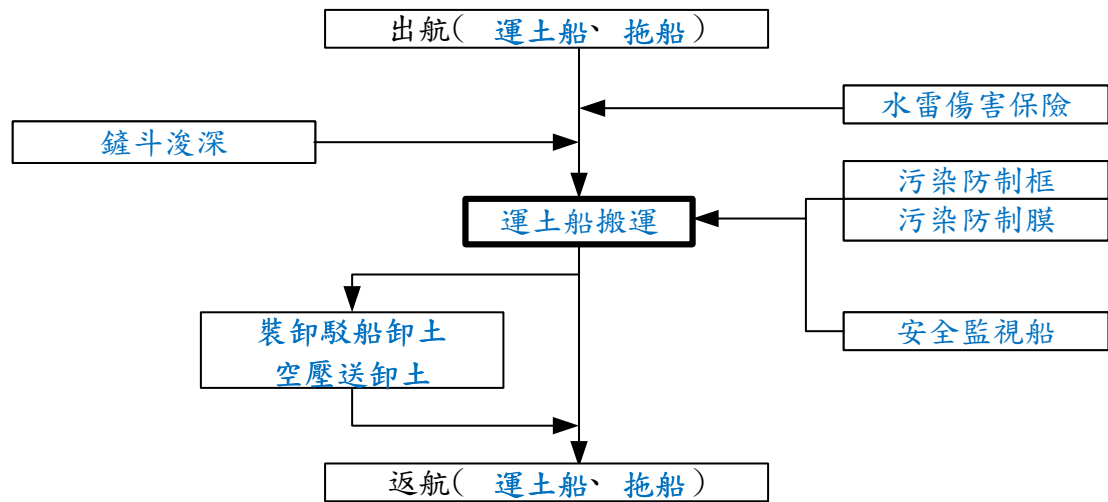 出航( 運土船、拖船)
水雷傷害保險
鏟斗浚深
污染防制框
運土船搬運
污染防制膜
裝卸駁船卸土
空壓送卸土
安全監視船
返航( 運土船、拖船)